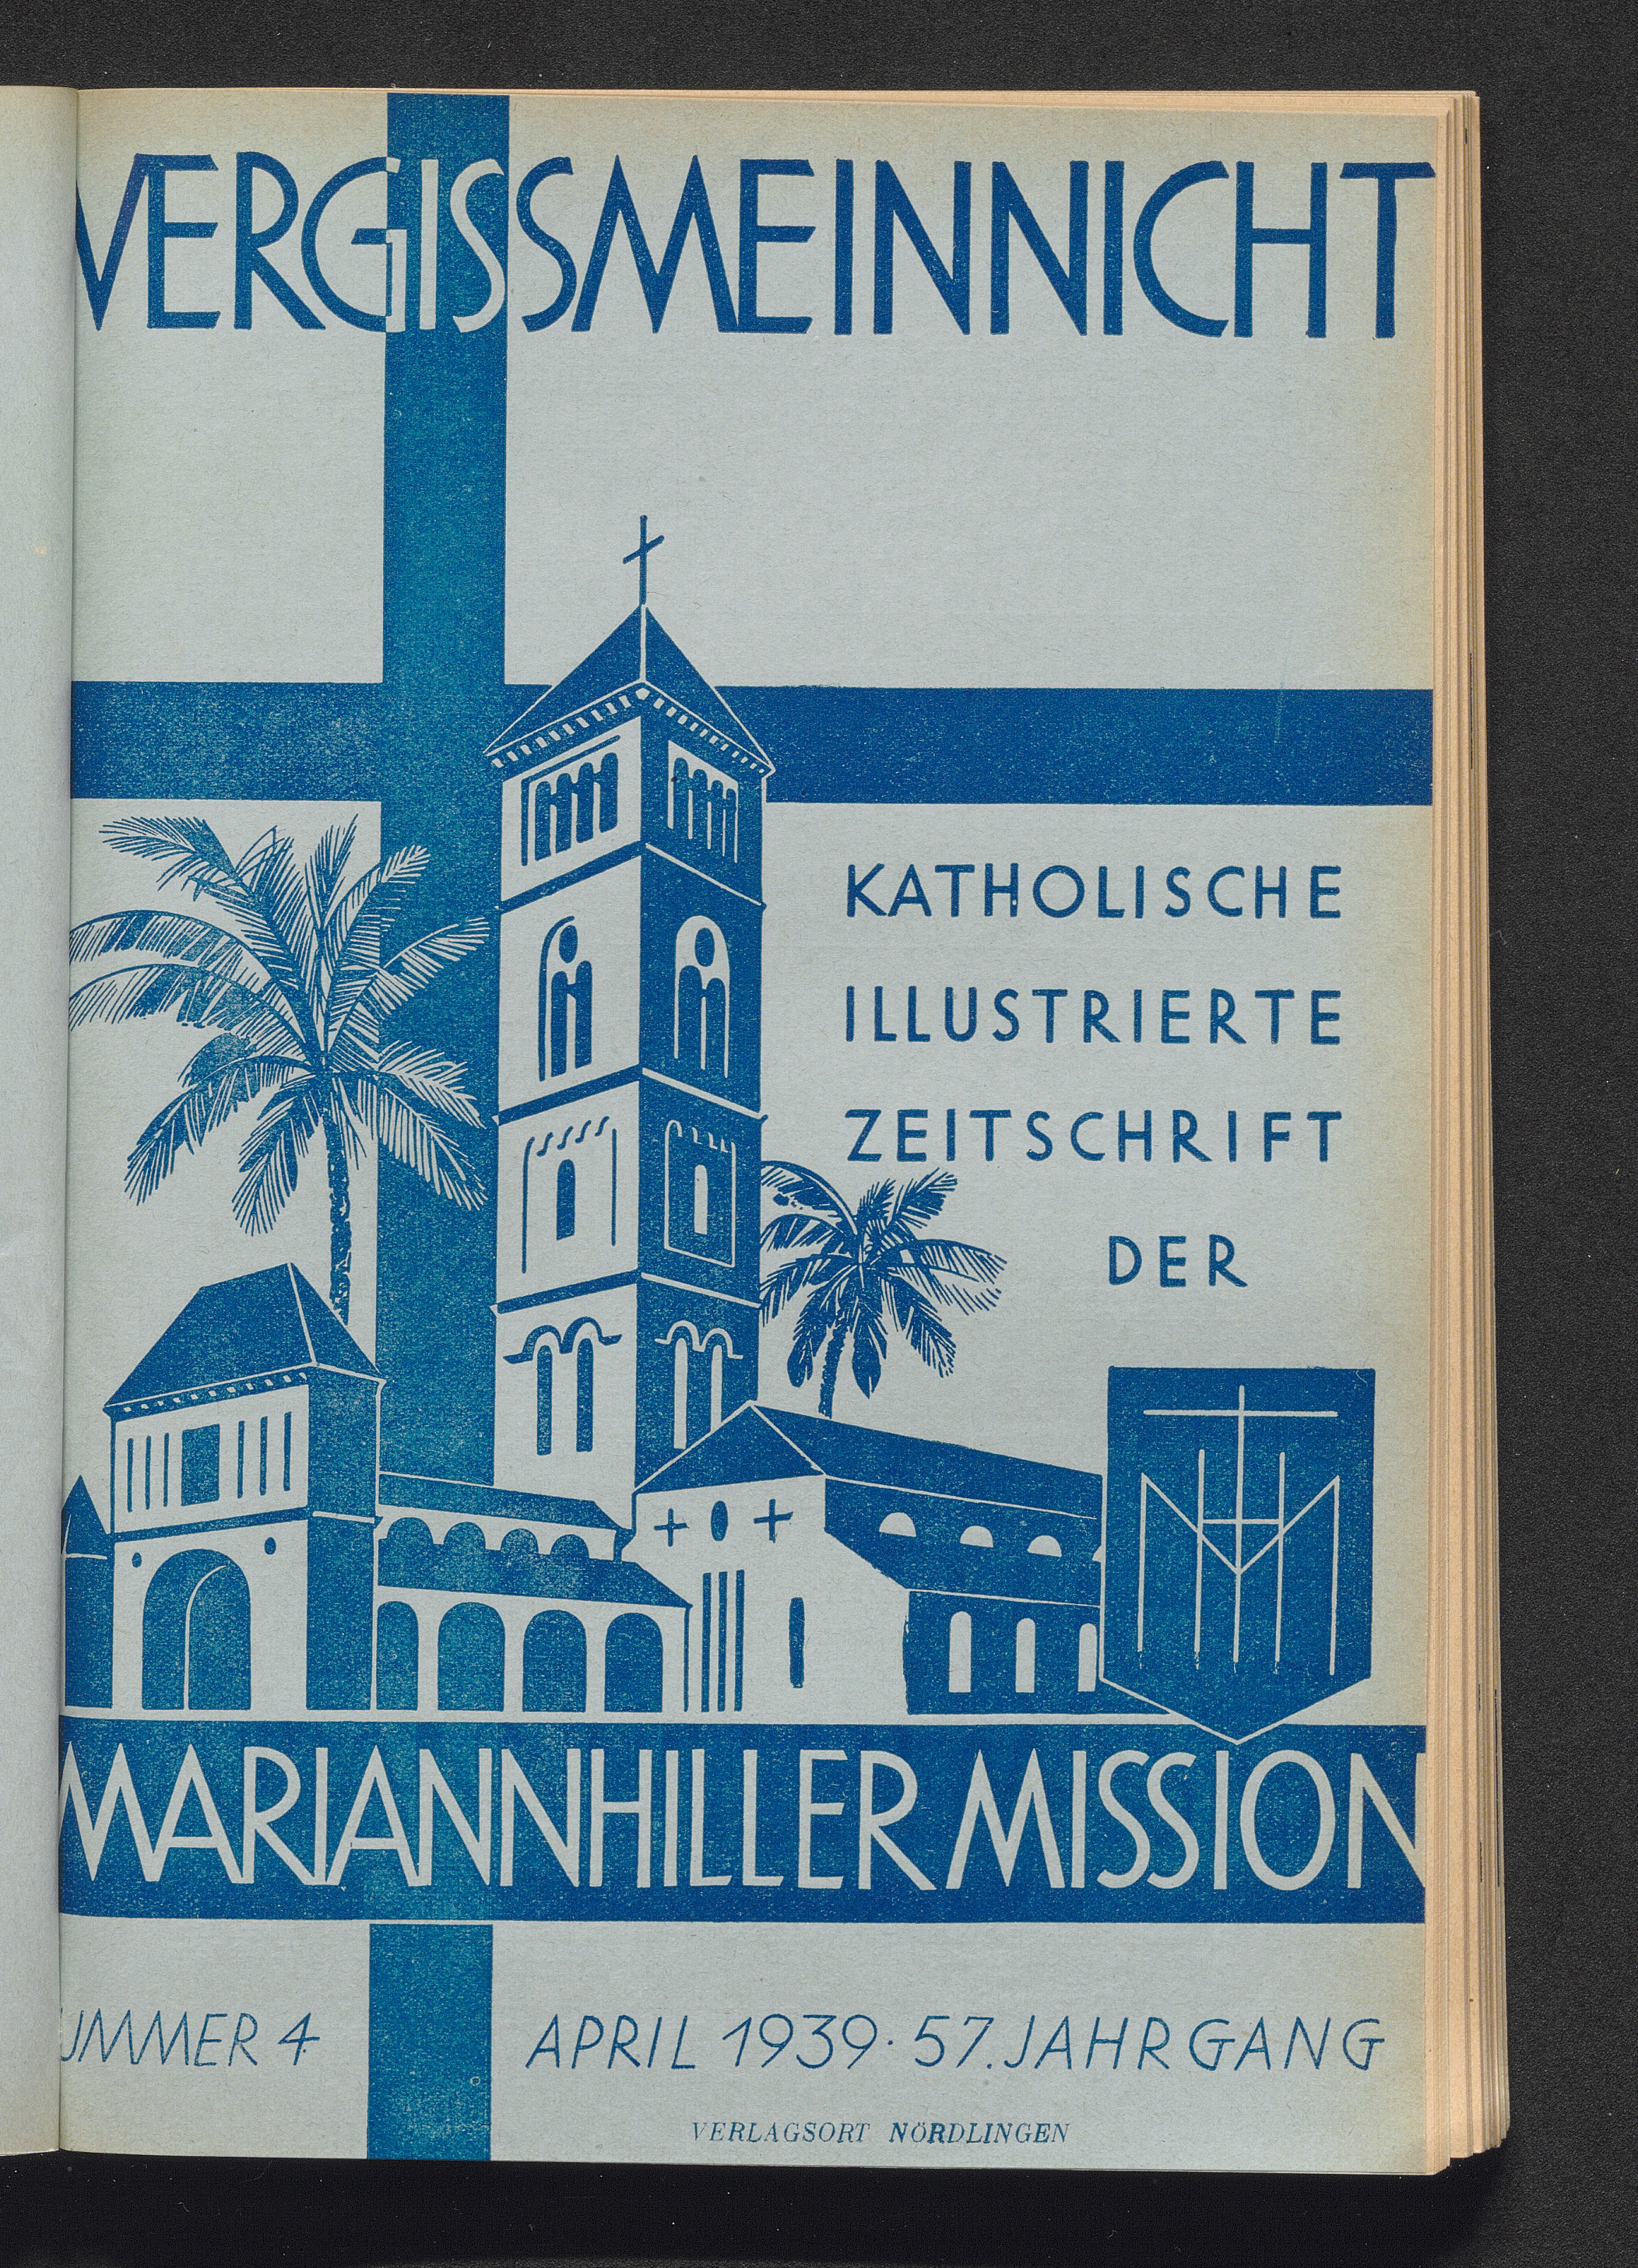 VERGISSMEINNICHT
KATHOLISCHE
ILLUSTRIERTE
ZEITSCHRIFT
DER
MARIANNHILLER MISSION
UMMER 4 APRIL 1939 · 57. JAHRGANG
VERLAGSORT NÖRDLINGEN